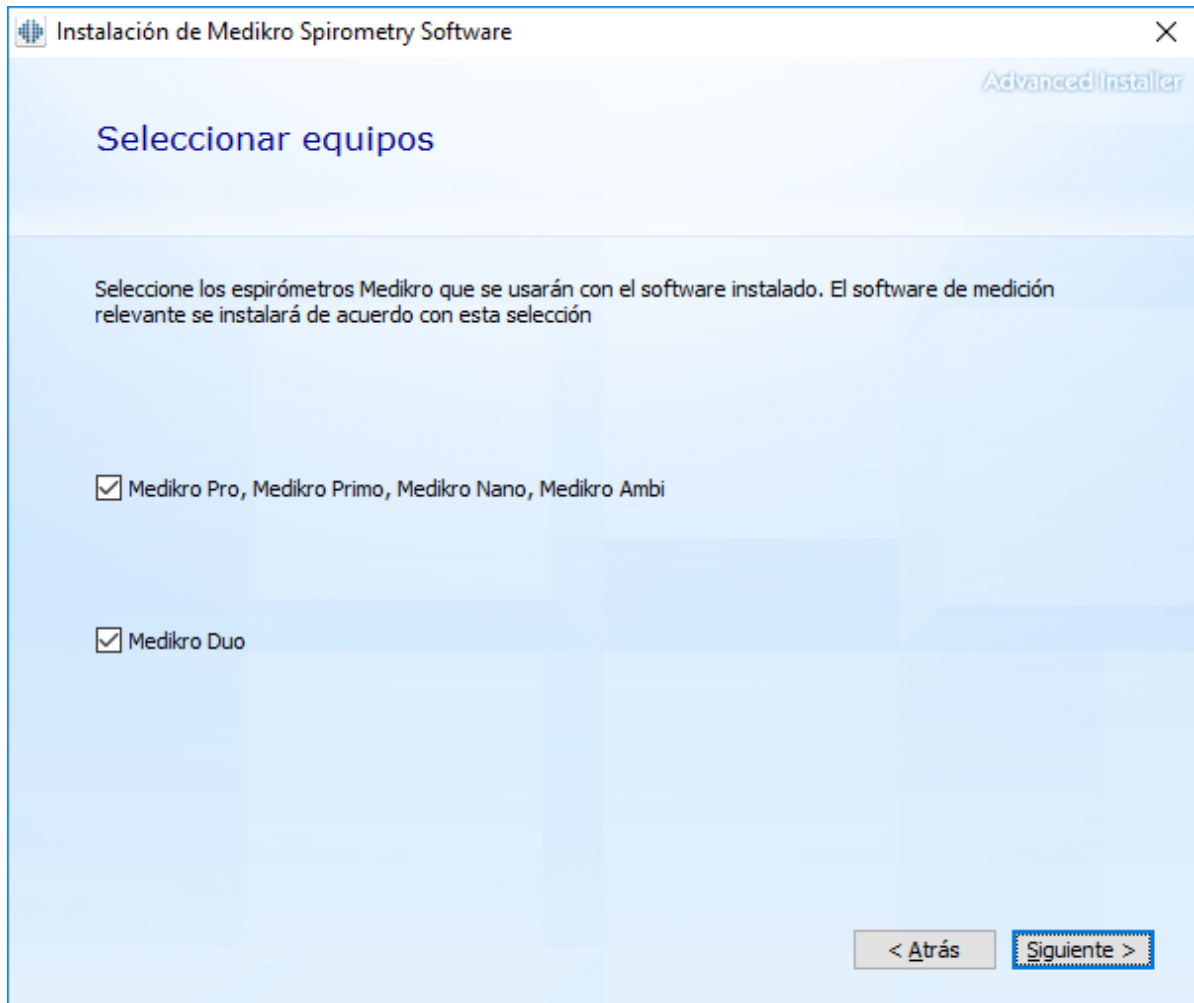 Instalación de Medikro Spirometry Software
Advanced Installer
Seleccionar equipos
Seleccione los espirómetros Medikro que se usarán con el software instalado. El software de medición
relevante se instalará de acuerdo con esta selección
Medikro Pro, Medikro Primo, Medikro Nano, Medikro Ambi
Medikro Duo
< Atrás
Siguiente >